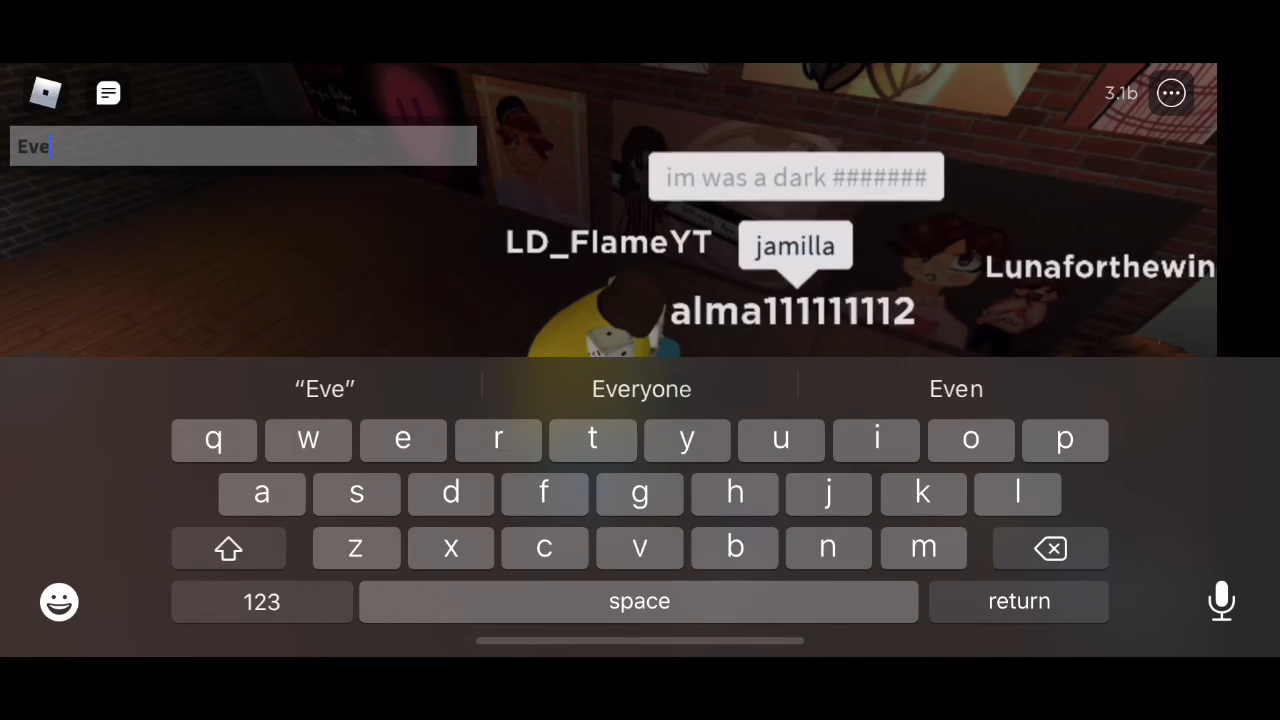 3.1b
Eve
im was a dark #######
LD_FlameYT
jamilla
Lunaforthewin
alma111111112
“Eve” Everyone Even
q w e r t y u i o p
a s d f g h j k l
z x c v b n m
123 space return